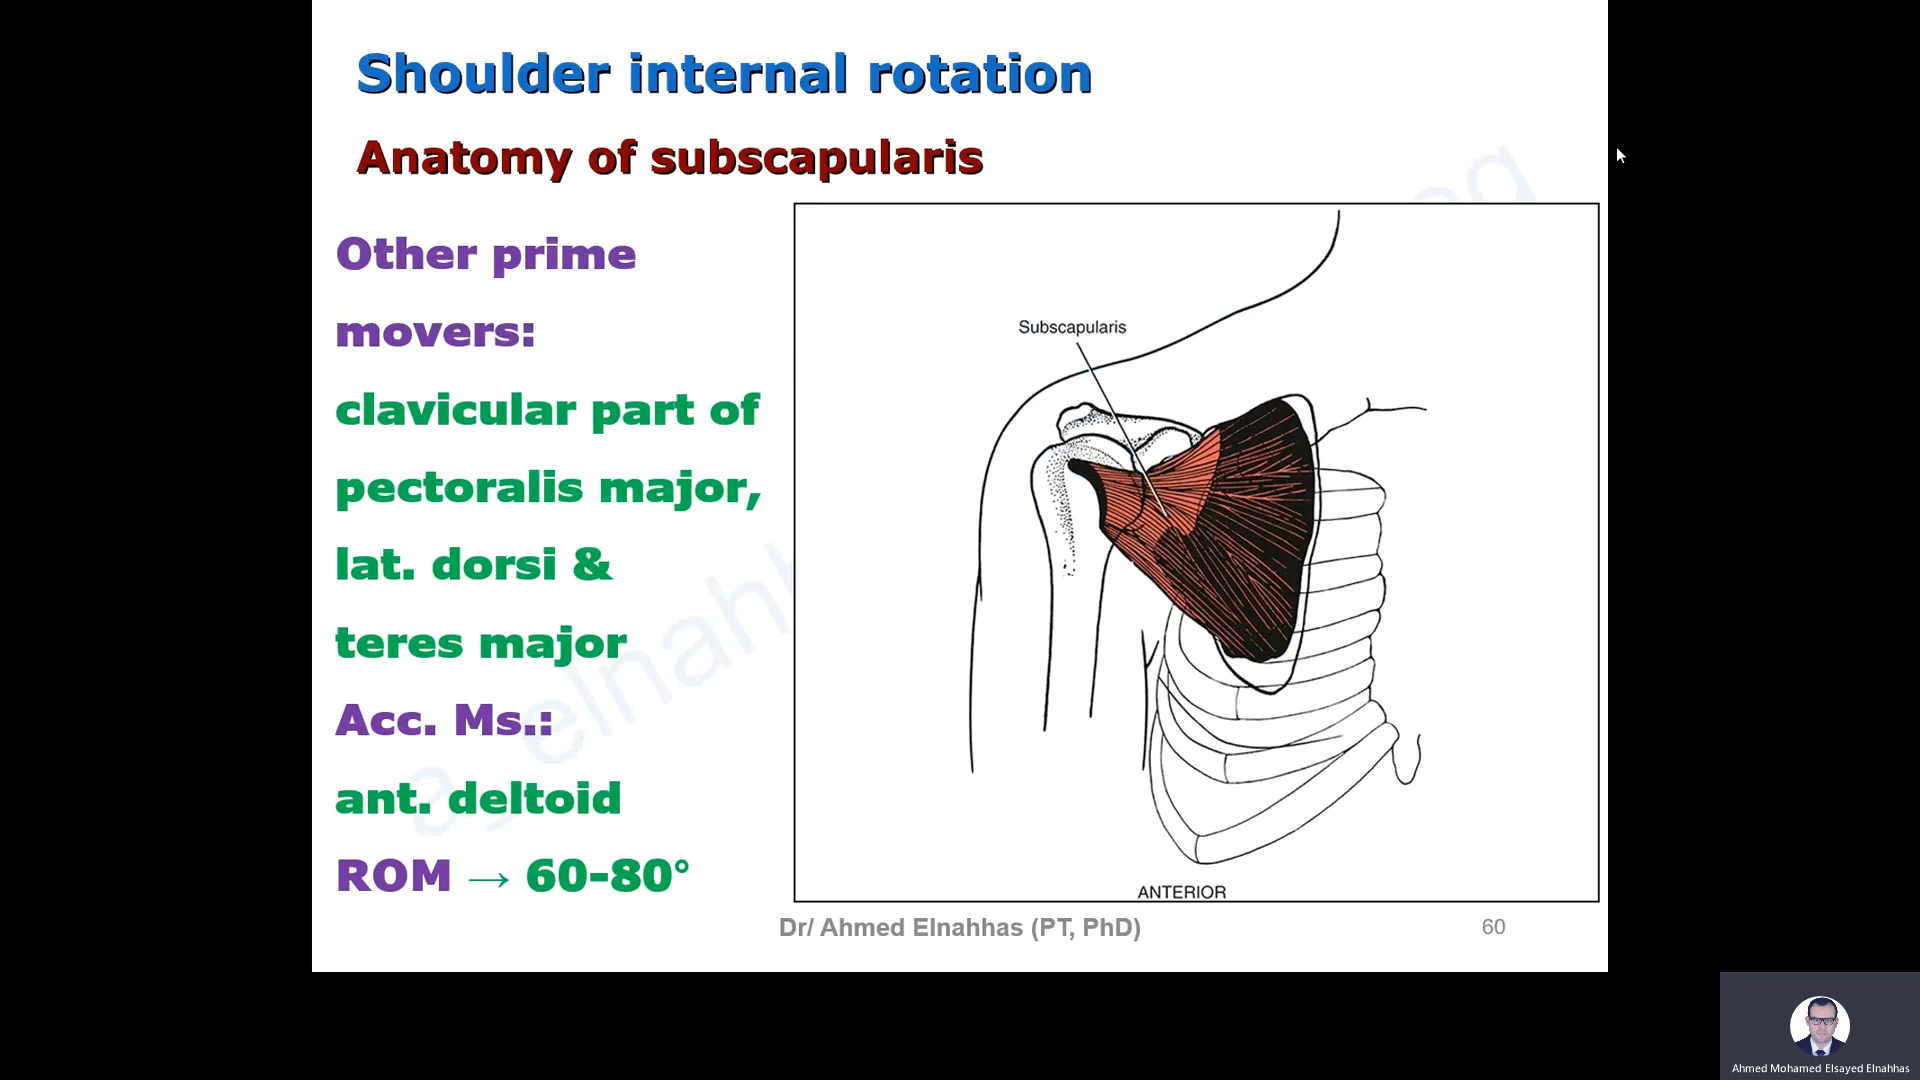 Shoulder internal rotation
Anatomy of subscapularis
Other prime
movers:
clavicular part of
pectoralis major,
lat. dorsi &
teres major
Acc. Ms.:
ant. deltoid
ROM → 60-80°
Subscapularis
ANTERIOR
Dr/ Ahmed Elnahhas (PT, PhD)
60
Ahmed Mohamed Elsayed Elnahhas